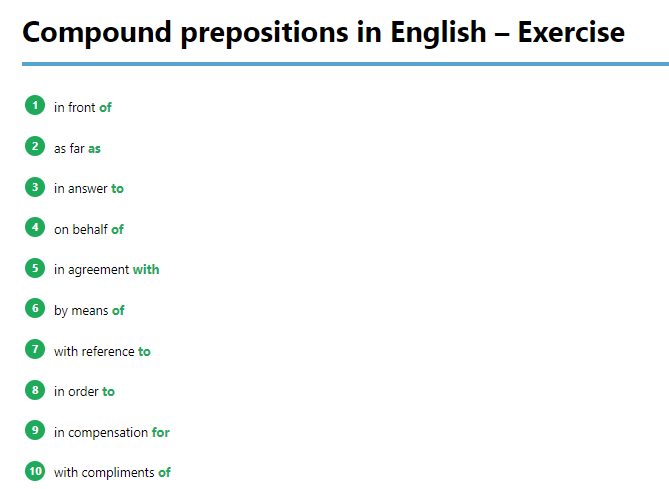 Compound prepositions in English – Exercise
1 in front of
2 as far as
3 in answer to
4 on behalf of
5 in agreement with
6 by means of
7 with reference to
8 in order to
9 in compensation for
10 with compliments of